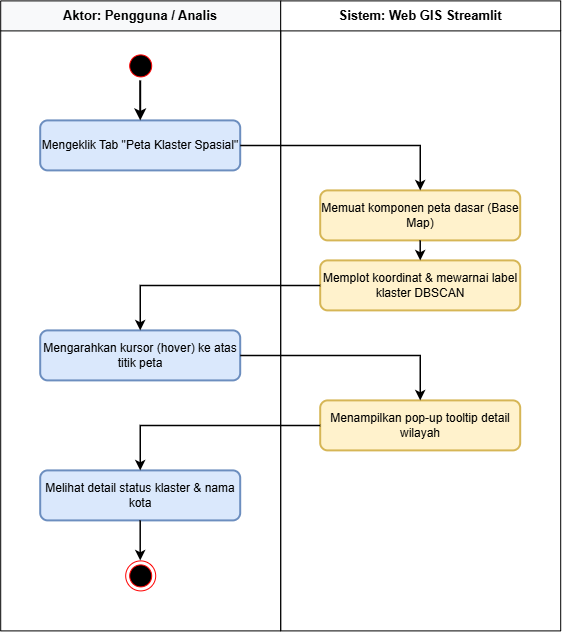 Aktor: Pengguna / Analis
Sistem: Web GIS Streamlit
Mengeklik Tab "Peta Klaster Spasial"
Memuat komponen peta dasar (Base
Map)
Memplot koordinat & mewarnai label
klaster DBSCAN
Mengarahkan kursor (hover) ke atas
titik peta
Menampilkan pop-up tooltip detail
wilayah
Melihat detail status klaster & nama
kota